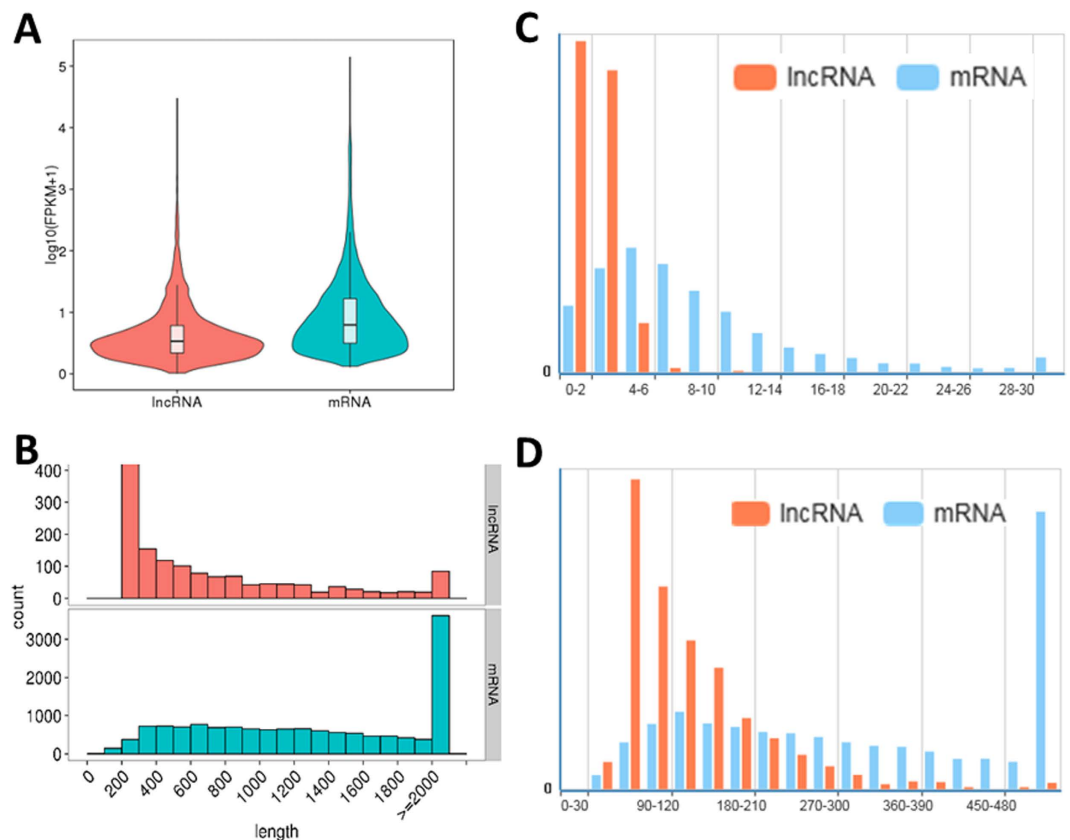 A
5
4
3
2
1
0
log10(FPKM+1)
lncRNA mRNA
B
400
300
200
100
0
lncRNA
3000
2000
1000
0
mRNA
count
0 200 400 600 800 1000 1200 1400 1600 1800 >=2000
length
C
lncRNA mRNA
0
0-2 4-6 8-10 12-14 16-18 20-22 24-26 28-30
D
lncRNA mRNA
0
0-30 90-120 180-210 270-300 360-390 450-480